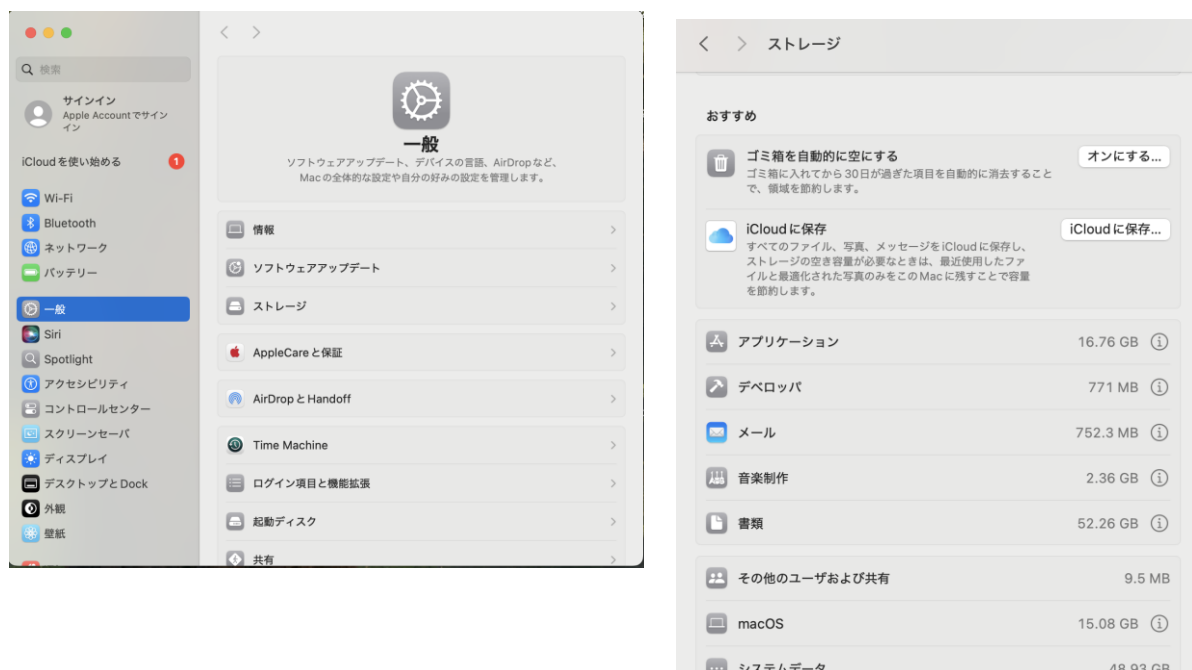 検索
サインイン
Apple Accountでサイン
イン
iCloudを使い始める
1
Wi-Fi
Bluetooth
ネットワーク
バッテリー
一般
Siri
Spotlight
アクセシビリティ
コントロールセンター
スクリーンセーバ
ディスプレイ
デスクトップとDock
外観
壁紙
一般
ソフトウェアアップデート、デバイスの言語、AirDropなど、
Macの全体的な設定や自分の好みの設定を管理します。
情報
ソフトウェアアップデート
ストレージ
AppleCareと保証
AirDropとHandoff
Time Machine
ログイン項目と機能拡張
起動ディスク
共有
ストレージ
おすすめ
ゴミ箱を自動的に空にする
オンにする...
ゴミ箱に入れてから30日が過ぎた項目を自動的に消去すること
で、領域を節約します。
iCloudに保存
iCloudに保存...
すべてのファイル、写真、メッセージをiCloudに保存し、
ストレージの空き容量が必要なときは、最近使用したファ
イルと最適化された写真のみをこのMacに残すことで容量
を節約します。
アプリケーション 16.76 GB
デベロッパ 771 MB
メール 752.3 MB
音楽制作 2.36 GB
書類 52.26 GB
その他のユーザおよび共有 9.5 MB
macOS 15.08 GB
システムデータ 48.93 GB